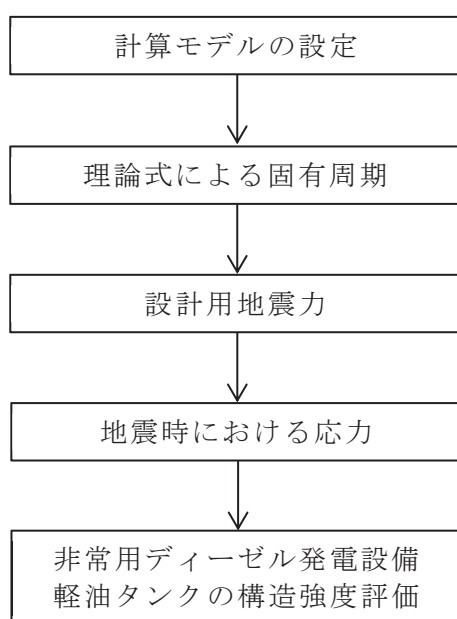 計算モデルの設定
理論式による固有周期
設計用地震力
地震時における応力
非常用ディーゼル発電設備
軽油タンクの構造強度評価